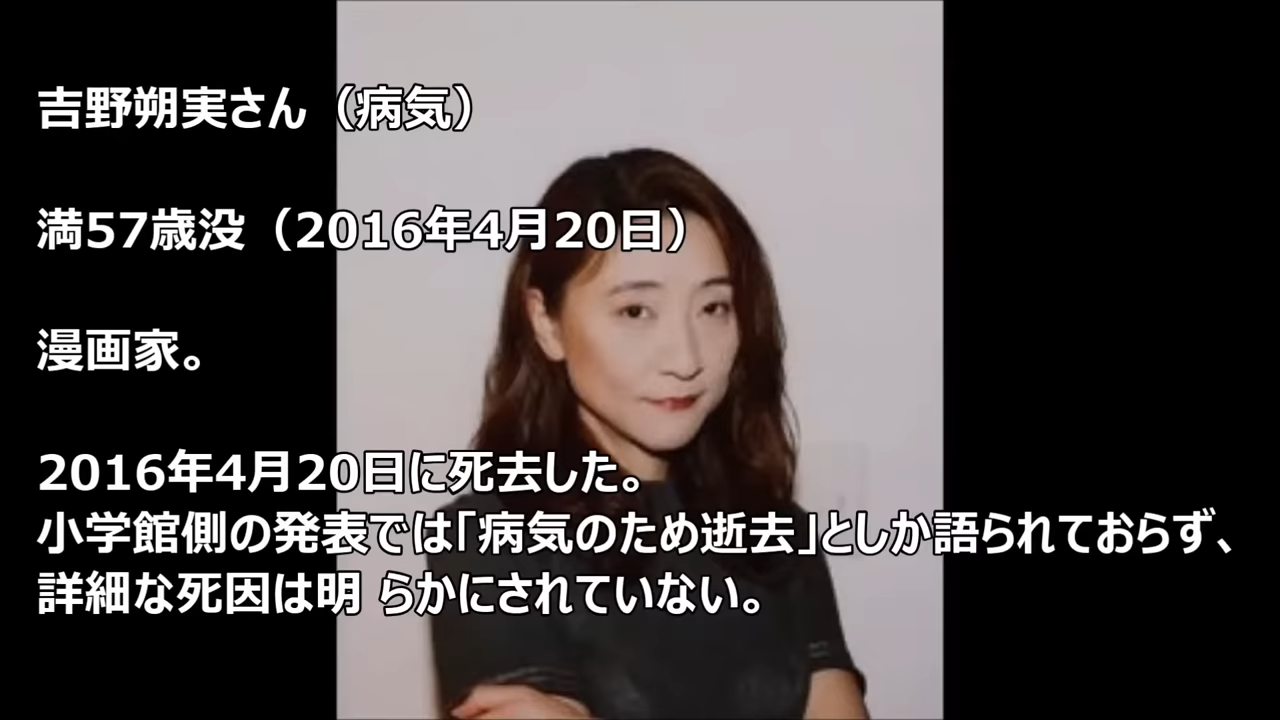 吉野朔実さん（病気）
満57歳没（2016年4月20日）
漫画家。
2016年4月20日に死去した。
小学館側の発表では｢病気のため逝去｣としか語られておらず、
詳細な死因は明 らかにされていない。